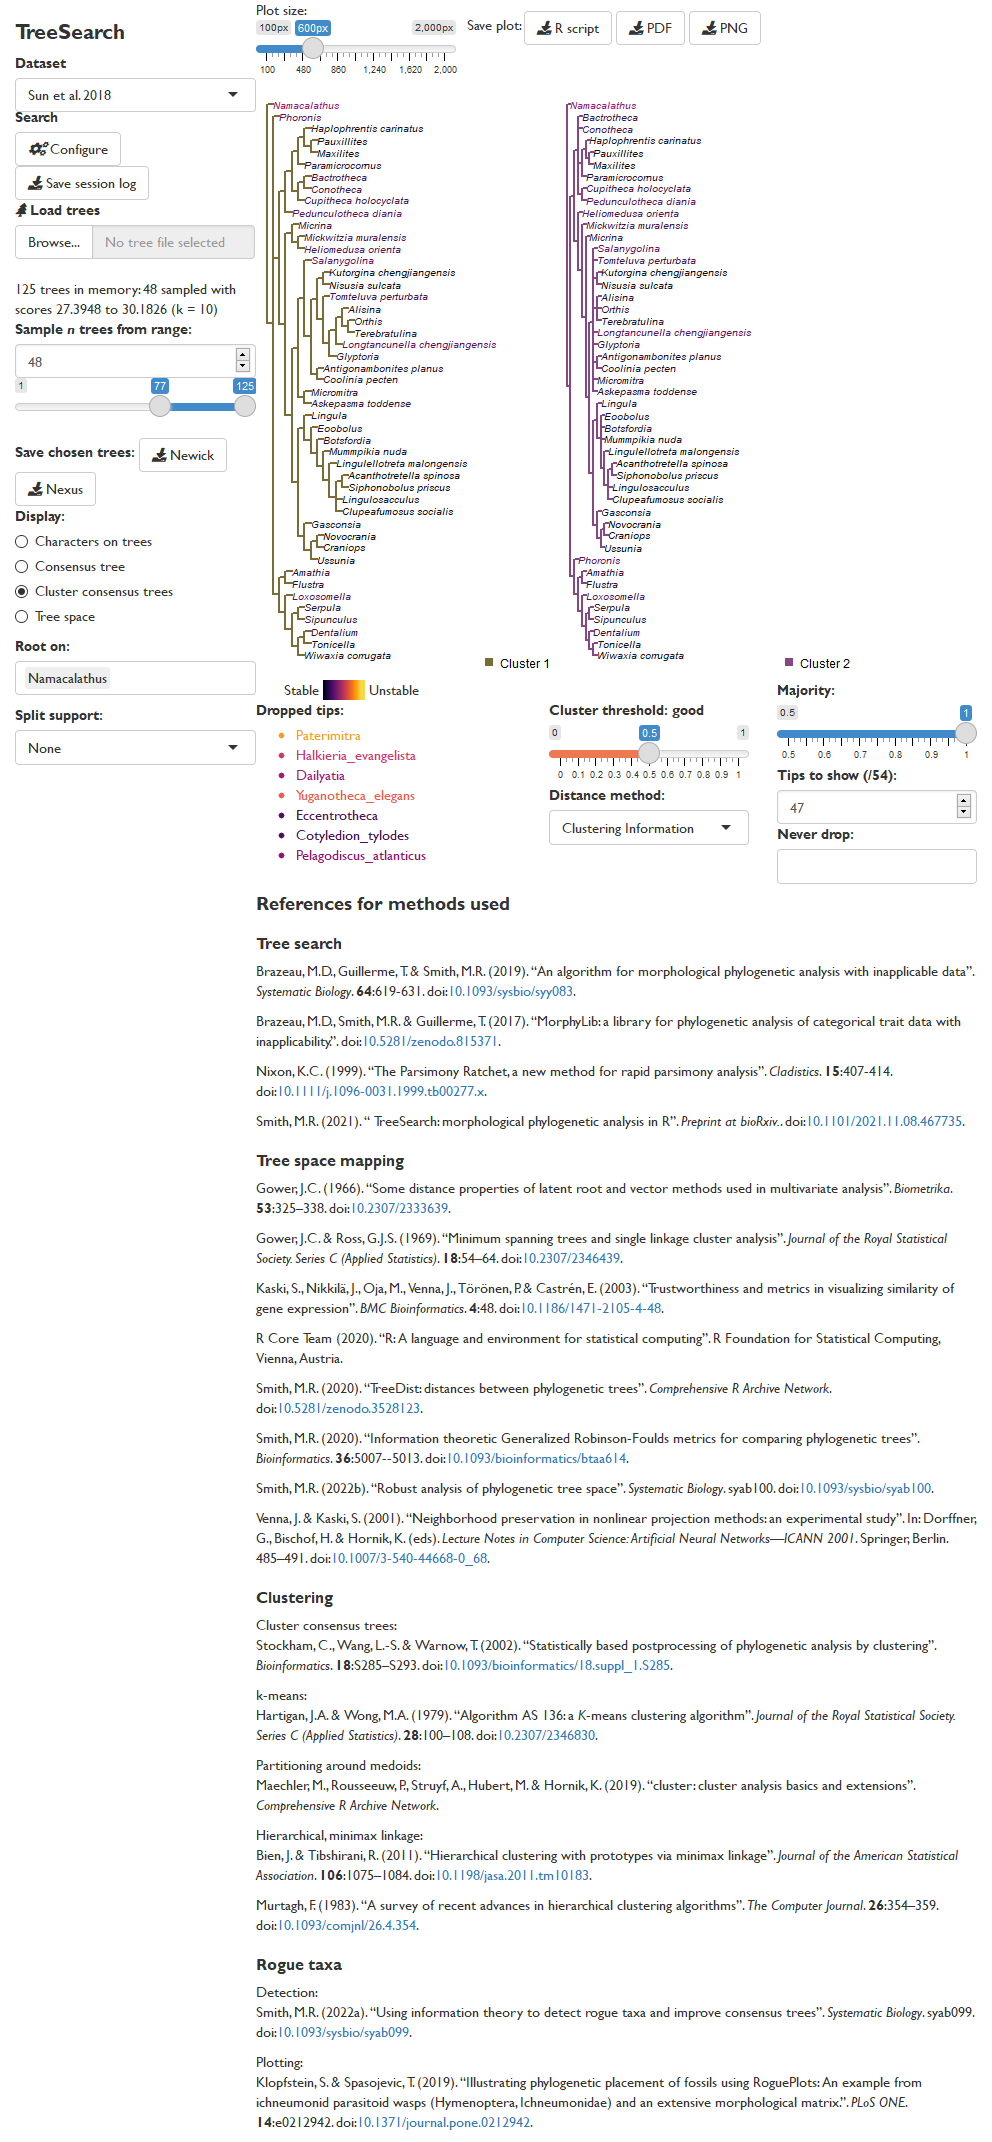 TreeSearch
Dataset
Sun et al. 2018
Search
Configure
Save session log
Load trees
Browse... No tree file selected
125 trees in memory: 48 sampled with
scores 27.3948 to 30.1826 (k = 10)
Sample n trees from range:
48
1 77 125
Save chosen trees: Newick
Nexus
Display:
Characters on trees
Consensus tree
Cluster consensus trees
Tree space
Root on:
Namacalathus
Split support:
None
Plot size:
100px 600px 2,000px
100 480 860 1,240 1,620 2,000
Save plot: R script PDF PNG
Namacalathus
Phoronis
Haplophrentis carinatus
Pauxillites
Maxilites
Paramicrocornus
Bactrotheca
Conotheca
Cupitheca holocyclata
Pedunculotheca diania
Micrina
Mickwitzia muralensis
Heliomedusa orienta
Salanygolina
Kutorgina chengjiangensis
Nisusia sulcata
Tomteluva perturbata
Alisina
Orthis
Terebratulina
Longtancunella chengjiangensis
Glyptoria
Antigonambonites planus
Coolinia pecten
Micromitra
Askepasma toddense
Lingula
Eoobolus
Botsfordia
Mummpikia nuda
Lingulellotreta malongensis
Acanthotretella spinosa
Siphonobolus priscus
Lingulosacculus
Clupeafumosus socialis
Gasconsia
Novocrania
Craniops
Ussunia
Amathia
Flustra
Loxosomella
Serpula
Sipunculus
Dentalium
Tonicella
Wiwaxia corrugata
Cluster 1
Namacalathus
Bactrotheca
Conotheca
Haplophrentis carinatus
Pauxillites
Maxilites
Paramicrocornus
Cupitheca holocyclata
Pedunculotheca diania
Heliomedusa orienta
Mickwitzia muralensis
Micrina
Salanygolina
Tomteluva perturbata
Kutorgina chengjiangensis
Nisusia sulcata
Alisina
Orthis
Terebratulina
Longtancunella chengjiangensis
Glyptoria
Antigonambonites planus
Coolinia pecten
Micromitra
Askepasma toddense
Lingula
Eoobolus
Botsfordia
Mummpikia nuda
Lingulellotreta malongensis
Acanthotretella spinosa
Siphonobolus priscus
Lingulosacculus
Clupeafumosus socialis
Gasconsia
Novocrania
Craniops
Ussunia
Phoronis
Amathia
Flustra
Loxosomella
Serpula
Sipunculus
Dentalium
Tonicella
Wiwaxia corrugata
Cluster 2
Stable Unstable
Dropped tips:
Paterimitra
Halkieria_evangelista
Dailyatia
Yuganotheca_elegans
Eccentrotheca
Cotyledion_tylodes
Pelagodiscus_atlanticus
Cluster threshold: good
0 0.5 1
0 0.1 0.2 0.3 0.4 0.5 0.6 0.7 0.8 0.9 1
Distance method:
Clustering Information
Majority:
0.5 1
0.5 0.6 0.7 0.8 0.9 1
Tips to show (/54):
47
Never drop:
References for methods used
Tree search
Brazeau, M.D., Guillerme, T. & Smith, M.R. (2019). “An algorithm for morphological phylogenetic analysis with inapplicable data”.
Systematic Biology. 64:619-631. doi:10.1093/sysbio/syy083.
Brazeau, M.D., Smith, M.R. & Guillerme, T. (2017). “MorphyLib: a library for phylogenetic analysis of categorical trait data with
inapplicability.”. doi:10.5281/zenodo.815371.
Nixon, K.C. (1999). “The Parsimony Ratchet, a new method for rapid parsimony analysis”. Cladistics. 15:407-414.
doi:10.1111/j.1096-0031.1999.tb00277.x.
Smith, M.R. (2021). “ TreeSearch: morphological phylogenetic analysis in R”. Preprint at bioRxiv.. doi:10.1101/2021.11.08.467735.
Tree space mapping
Gower, J.C. (1966). “Some distance properties of latent root and vector methods used in multivariate analysis”. Biometrika.
53:325–338. doi:10.2307/2333639.
Gower, J.C. & Ross, G.J.S. (1969). “Minimum spanning trees and single linkage cluster analysis”. Journal of the Royal Statistical
Society. Series C (Applied Statistics). 18:54–64. doi:10.2307/2346439.
Kaski, S., Nikkilä, J., Oja, M., Venna, J., Törönen, P. & Castrén, E. (2003). “Trustworthiness and metrics in visualizing similarity of
gene expression”. BMC Bioinformatics. 4:48. doi:10.1186/1471-2105-4-48.
R Core Team (2020). “R: A language and environment for statistical computing”. R Foundation for Statistical Computing,
Vienna, Austria.
Smith, M.R. (2020). “TreeDist: distances between phylogenetic trees”. Comprehensive R Archive Network.
doi:10.5281/zenodo.3528123.
Smith, M.R. (2020). “Information theoretic Generalized Robinson-Foulds metrics for comparing phylogenetic trees”.
Bioinformatics. 36:5007--5013. doi:10.1093/bioinformatics/btaa614.
Smith, M.R. (2022b). “Robust analysis of phylogenetic tree space”. Systematic Biology. syab100. doi:10.1093/sysbio/syab100.
Venna, J. & Kaski, S. (2001). “Neighborhood preservation in nonlinear projection methods: an experimental study”. In: Dorffner,
G., Bischof, H. & Hornik, K. (eds). Lecture Notes in Computer Science: Artificial Neural Networks—ICANN 2001. Springer, Berlin.
485–491. doi:10.1007/3-540-44668-0_68.
Clustering
Cluster consensus trees:
Stockham, C., Wang, L.-S. & Warnow, T. (2002). “Statistically based postprocessing of phylogenetic analysis by clustering”.
Bioinformatics. 18:S285–S293. doi:10.1093/bioinformatics/18.suppl_1.S285.
k-means:
Hartigan, J.A. & Wong, M.A. (1979). “Algorithm AS 136: a K-means clustering algorithm”. Journal of the Royal Statistical Society.
Series C (Applied Statistics). 28:100–108. doi:10.2307/2346830.
Partitioning around medoids:
Maechler, M., Rousseeuw, P., Struyf, A., Hubert, M. & Hornik, K. (2019). “cluster: cluster analysis basics and extensions”.
Comprehensive R Archive Network.
Hierarchical, minimax linkage:
Bien, J. & Tibshirani, R. (2011). “Hierarchical clustering with prototypes via minimax linkage”. Journal of the American Statistical
Association. 106:1075–1084. doi:10.1198/jasa.2011.tm10183.
Murtagh, F. (1983). “A survey of recent advances in hierarchical clustering algorithms”. The Computer Journal. 26:354–359.
doi:10.1093/comjnl/26.4.354.
Rogue taxa
Detection:
Smith, M.R. (2022a). “Using information theory to detect rogue taxa and improve consensus trees”. Systematic Biology. syab099.
doi:10.1093/sysbio/syab099.
Plotting:
Klopfstein, S. & Spasojevic, T. (2019). “Illustrating phylogenetic placement of fossils using RoguePlots: An example from
ichneumonid parasitoid wasps (Hymenoptera, Ichneumonidae) and an extensive morphological matrix.”. PLoS ONE.
14:e0212942. doi:10.1371/journal.pone.0212942.